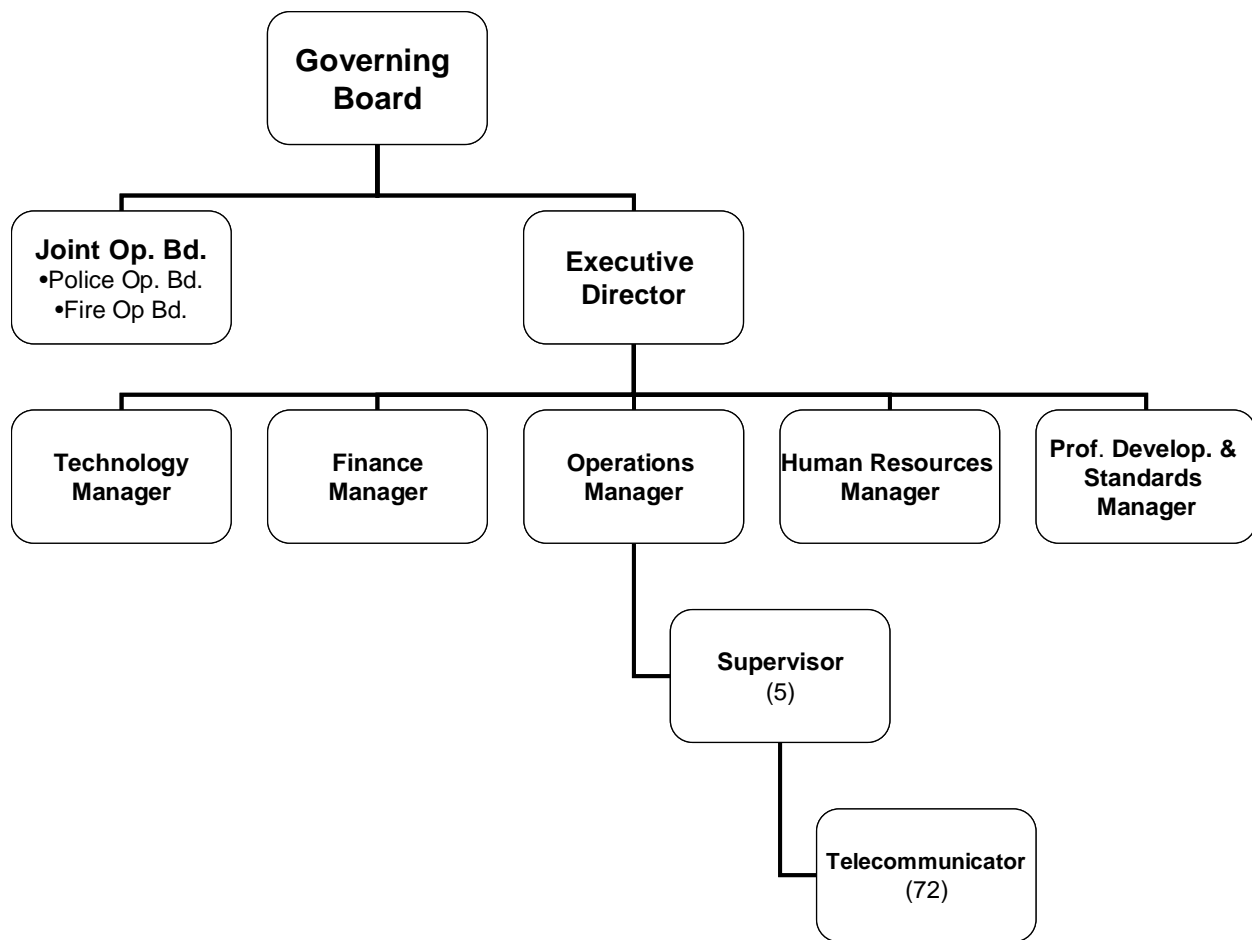 Governing
Board
Joint Op. Bd.
•Police Op. Bd.
•Fire Op Bd.
Executive
Director
Technology
Manager
Finance
Manager
Operations
Manager
Human Resources
Manager
Prof. Develop. &
Standards
Manager
Supervisor
(5)
Telecommunicator
(72)